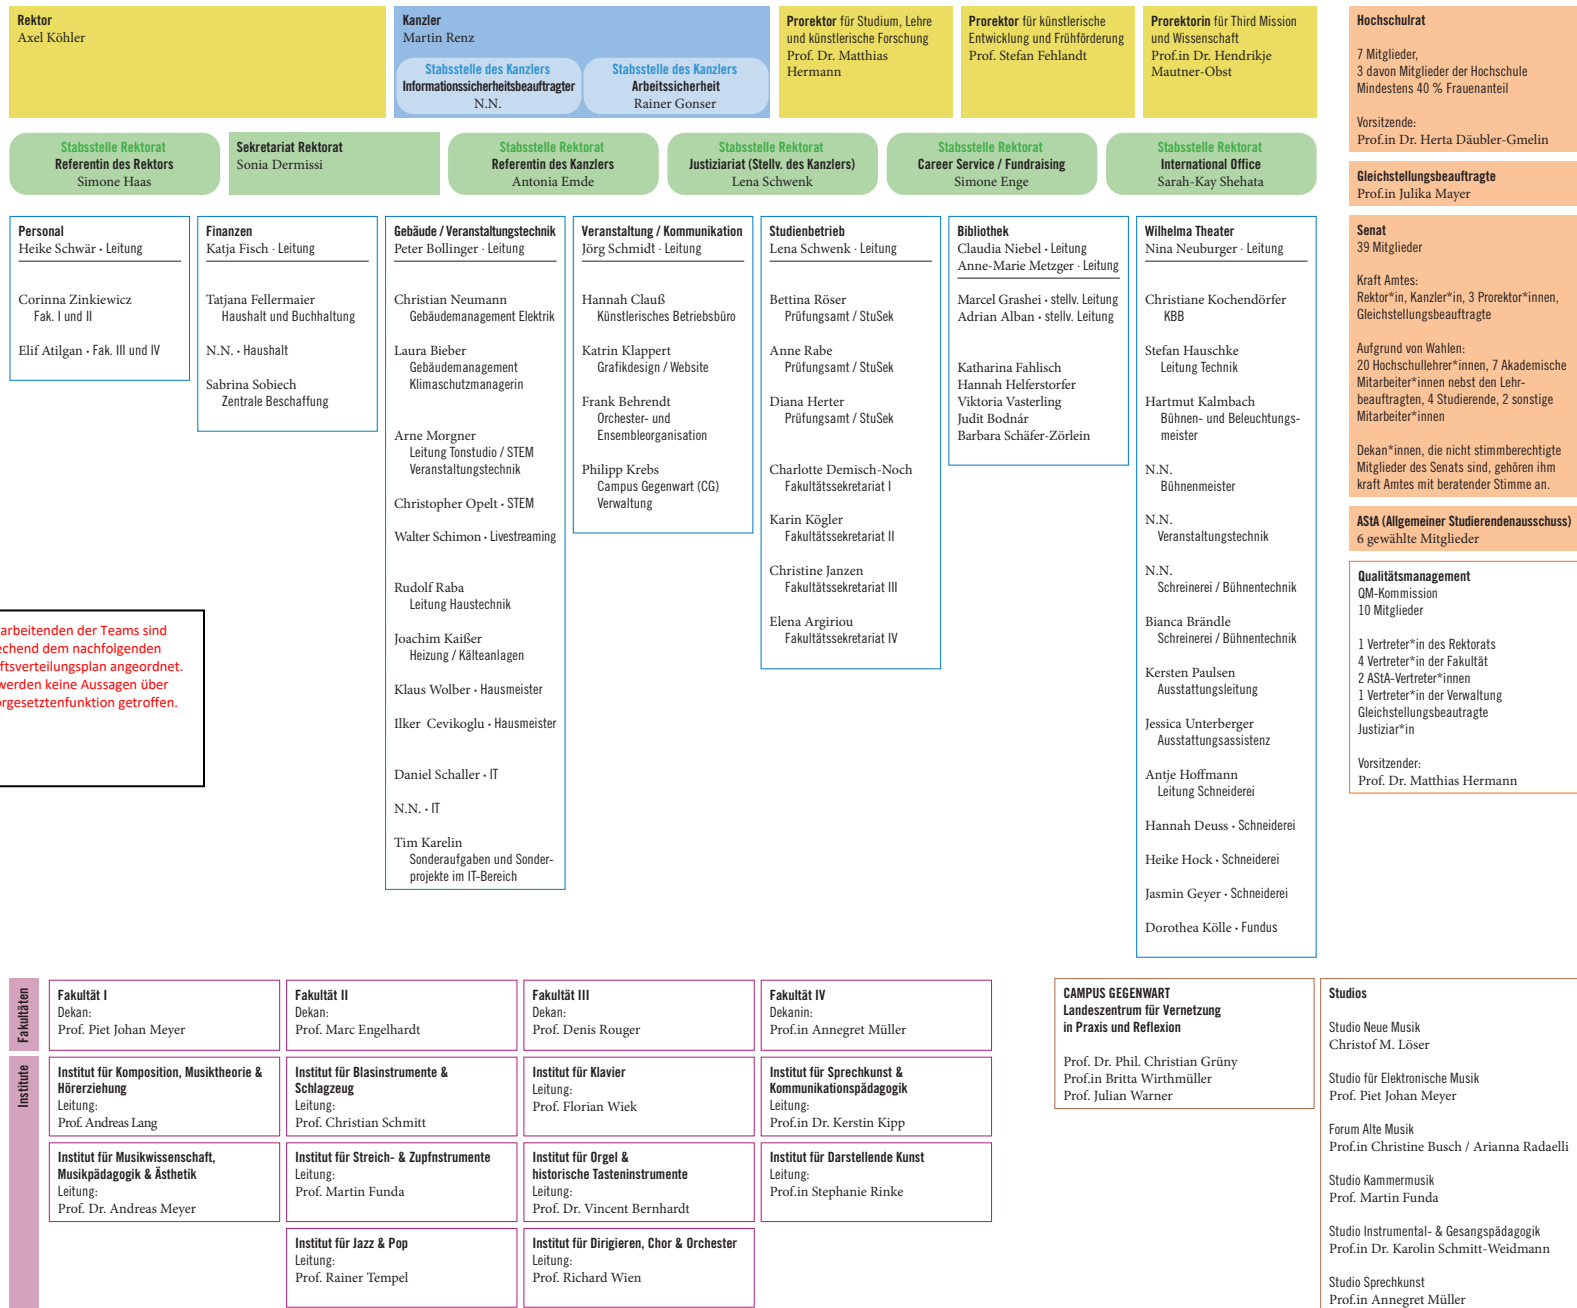 Rektor
Axel Köhler
Kanzler
Martin Renz
Stabsstelle des Kanzlers
Informationssicherheitsbeauftragter
N.N.
Stabsstelle des Kanzlers
Arbeitssicherheit
Rainer Gonser
Prorektor für Studium, Lehre
und künstlerische Forschung
Prof. Dr. Matthias
Hermann
Prorektor für künstlerische
Entwicklung und Frühförderung
Prof. Stefan Fehlandt
Prorektorin für Third Mission
und Wissenschaft
Prof.in Dr. Hendrikje
Mautner-Obst
Stabsstelle Rektorat
Referentin des Rektors
Simone Haas
Sekretariat Rektorat
Sonia Dermissi
Stabsstelle Rektorat
Referentin des Kanzlers
Antonia Emde
Stabsstelle Rektorat
Justiziariat (Stellv. des Kanzlers)
Lena Schwenk
Stabsstelle Rektorat
Career Service / Fundraising
Simone Enge
Stabsstelle Rektorat
International Office
Sarah-Kay Shehata
Personal
Heike Schwär · Leitung
Corinna Zinkiewicz
Fak. I und II
Elif Atilgan · Fak. III und IV
Finanzen
Katja Fisch · Leitung
Tatjana Fellermaier
Haushalt und Buchhaltung
N.N. · Haushalt
Sabrina Sobiech
Zentrale Beschaffung
Gebäude / Veranstaltungstechnik
Peter Bollinger · Leitung
Christian Neumann
Gebäudemanagement Elektrik
Laura Bieber
Gebäudemanagement
Klimaschutzmanagerin
Arne Morgner
Leitung Tonstudio / STEM
Veranstaltungstechnik
Christopher Opelt · STEM
Walter Schimon · Livestreaming
Rudolf Raba
Leitung Haustechnik
Joachim Kaißer
Heizung / Kälteanlagen
Klaus Wolber · Hausmeister
Ilker Cevikoglu · Hausmeister
Daniel Schaller · IT
N.N. · IT
Tim Karelin
Sonderaufgaben und Sonder-
projekte im IT-Bereich
Veranstaltung / Kommunikation
Jörg Schmidt · Leitung
Hannah Clauß
Künstlerisches Betriebsbüro
Katrin Klappert
Grafikdesign / Website
Frank Behrendt
Orchester- und
Ensembleorganisation
Philipp Krebs
Campus Gegenwart (CG)
Verwaltung
Studienbetrieb
Lena Schwenk · Leitung
Bettina Röser
Prüfungsamt / StuSek
Anne Rabe
Prüfungsamt / StuSek
Diana Herter
Prüfungsamt / StuSek
Charlotte Demisch-Noch
Fakultätssekretariat I
Karin Kögler
Fakultätssekretariat II
Christine Janzen
Fakultätssekretariat III
Elena Argiriou
Fakultätssekretariat IV
Bibliothek
Claudia Niebel · Leitung
Anne-Marie Metzger · Leitung
Marcel Grashei · stellv. Leitung
Adrian Alban · stellv. Leitung
Katharina Fahlisch
Hannah Helferstorfer
Viktoria Vasterling
Judit Bodnár
Barbara Schäfer-Zörlein
Wilhelma Theater
Nina Neuburger · Leitung
Christiane Kochendörfer
KBB
Stefan Hauschke
Leitung Technik
Hartmut Kalmbach
Bühnen- und Beleuchtungs-
meister
N.N.
Bühnenmeister
N.N.
Veranstaltungstechnik
N.N.
Schreinerei / Bühnentechnik
Bianca Brändle
Schreinerei / Bühnentechnik
Kersten Paulsen
Ausstattungsleitung
Jessica Unterberger
Ausstattungsassistenz
Antje Hoffmann
Leitung Schneiderei
Hannah Deuss · Schneiderei
Heike Hock · Schneiderei
Jasmin Geyer · Schneiderei
Dorothea Kölle · Fundus
arbeitenden der Teams sind
echend dem nachfolgenden
ftsverteilungsplan angeordnet.
werden keine Aussagen über
orgesetztenfunktion getroffen.
Hochschulrat
7 Mitglieder,
3 davon Mitglieder der Hochschule
Mindestens 40 % Frauenanteil
Vorsitzende:
Prof.in Dr. Herta Däubler-Gmelin
Gleichstellungsbeauftragte
Prof.in Julika Mayer
Senat
39 Mitglieder
Kraft Amtes:
Rektor*in, Kanzler*in, 3 Prorektor*innen,
Gleichstellungsbeauftragte
Aufgrund von Wahlen:
20 Hochschullehrer*innen, 7 Akademische
Mitarbeiter*innen nebst den Lehr-
beauftragten, 4 Studierende, 2 sonstige
Mitarbeiter*innen
Dekan*innen, die nicht stimmberechtigte
Mitglieder des Senats sind, gehören ihm
kraft Amtes mit beratender Stimme an.
AStA (Allgemeiner Studierendenausschuss)
6 gewählte Mitglieder
Qualitätsmanagement
QM-Kommission
10 Mitglieder
1 Vertreter*in des Rektorats
4 Vertreter*in der Fakultät
2 AStA-Vertreter*innen
1 Vertreter*in der Verwaltung
Gleichstellungsbeautragte
Justiziar*in
Vorsitzender:
Prof. Dr. Matthias Hermann
Fakultäten
Fakultät I
Dekan:
Prof. Piet Johan Meyer
Fakultät II
Dekan:
Prof. Marc Engelhardt
Fakultät III
Dekan:
Prof. Denis Rouger
Fakultät IV
Dekanin:
Prof.in Annegret Müller
Institute
Institut für Komposition, Musiktheorie &
Hörerziehung
Leitung:
Prof. Andreas Lang
Institut für Blasinstrumente &
Schlagzeug
Leitung:
Prof. Christian Schmitt
Institut für Klavier
Leitung:
Prof. Florian Wiek
Institut für Sprechkunst &
Kommunikationspädagogik
Leitung:
Prof.in Dr. Kerstin Kipp
Institut für Musikwissenschaft,
Musikpädagogik & Ästhetik
Leitung:
Prof. Dr. Andreas Meyer
Institut für Streich- & Zupfnstrumente
Leitung:
Prof. Martin Funda
Institut für Orgel &
historische Tasteninstrumente
Leitung:
Prof. Dr. Vincent Bernhardt
Institut für Darstellende Kunst
Leitung:
Prof.in Stephanie Rinke
Institut für Jazz & Pop
Leitung:
Prof. Rainer Tempel
Institut für Dirigieren, Chor & Orchester
Leitung:
Prof. Richard Wien
CAMPUS GEGENWART
Landeszentrum für Vernetzung
in Praxis und Reflexion
Prof. Dr. Phil. Christian Grüny
Prof.in Britta Wirthmüller
Prof. Julian Warner
Studios
Studio Neue Musik
Christof M. Löser
Studio für Elektronische Musik
Prof. Piet Johan Meyer
Forum Alte Musik
Prof.in Christine Busch / Arianna Radaelli
Studio Kammermusik
Prof. Martin Funda
Studio Instrumental- & Gesangspädagogik
Prof.in Dr. Karolin Schmitt-Weidmann
Studio Sprechkunst
Prof.in Annegret Müller